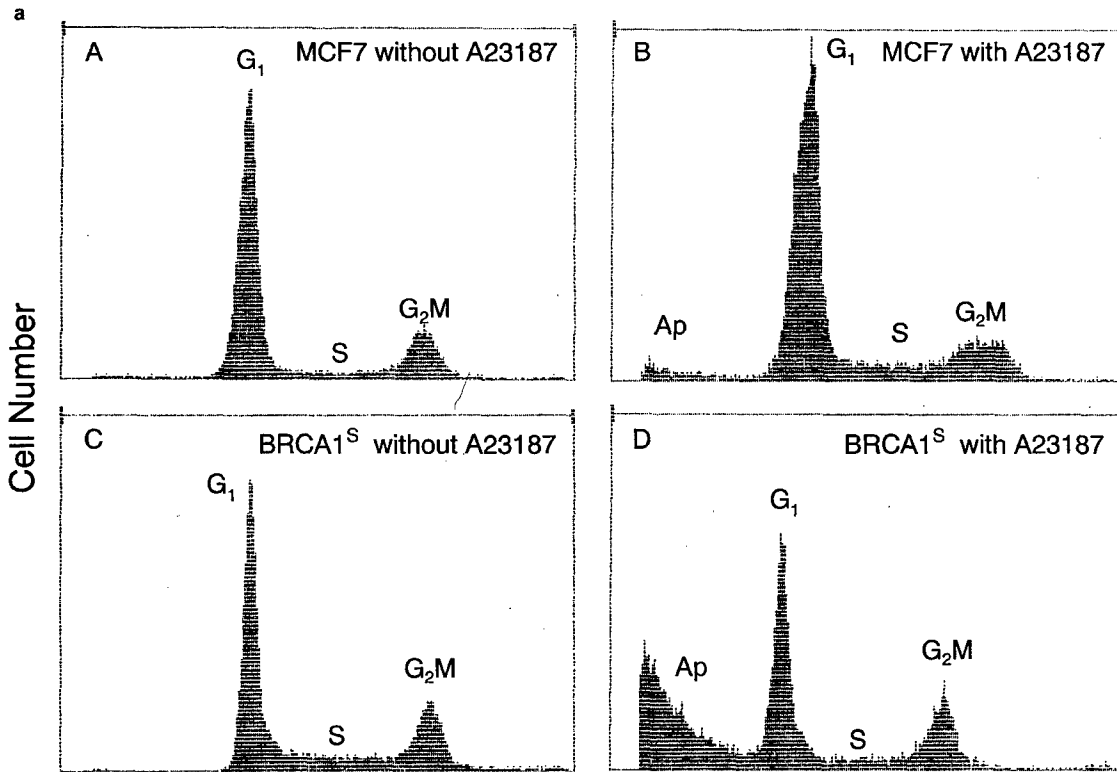 a
A
MCF7 without A23187
G₁
S
G₂M
B
MCF7 with A23187
G₁
Ap
S
G₂M
Cell Number
C
BRCA1ˢ without A23187
G₁
S
G₂M
D
BRCA1ˢ with A23187
G₁
Ap
S
G₂M